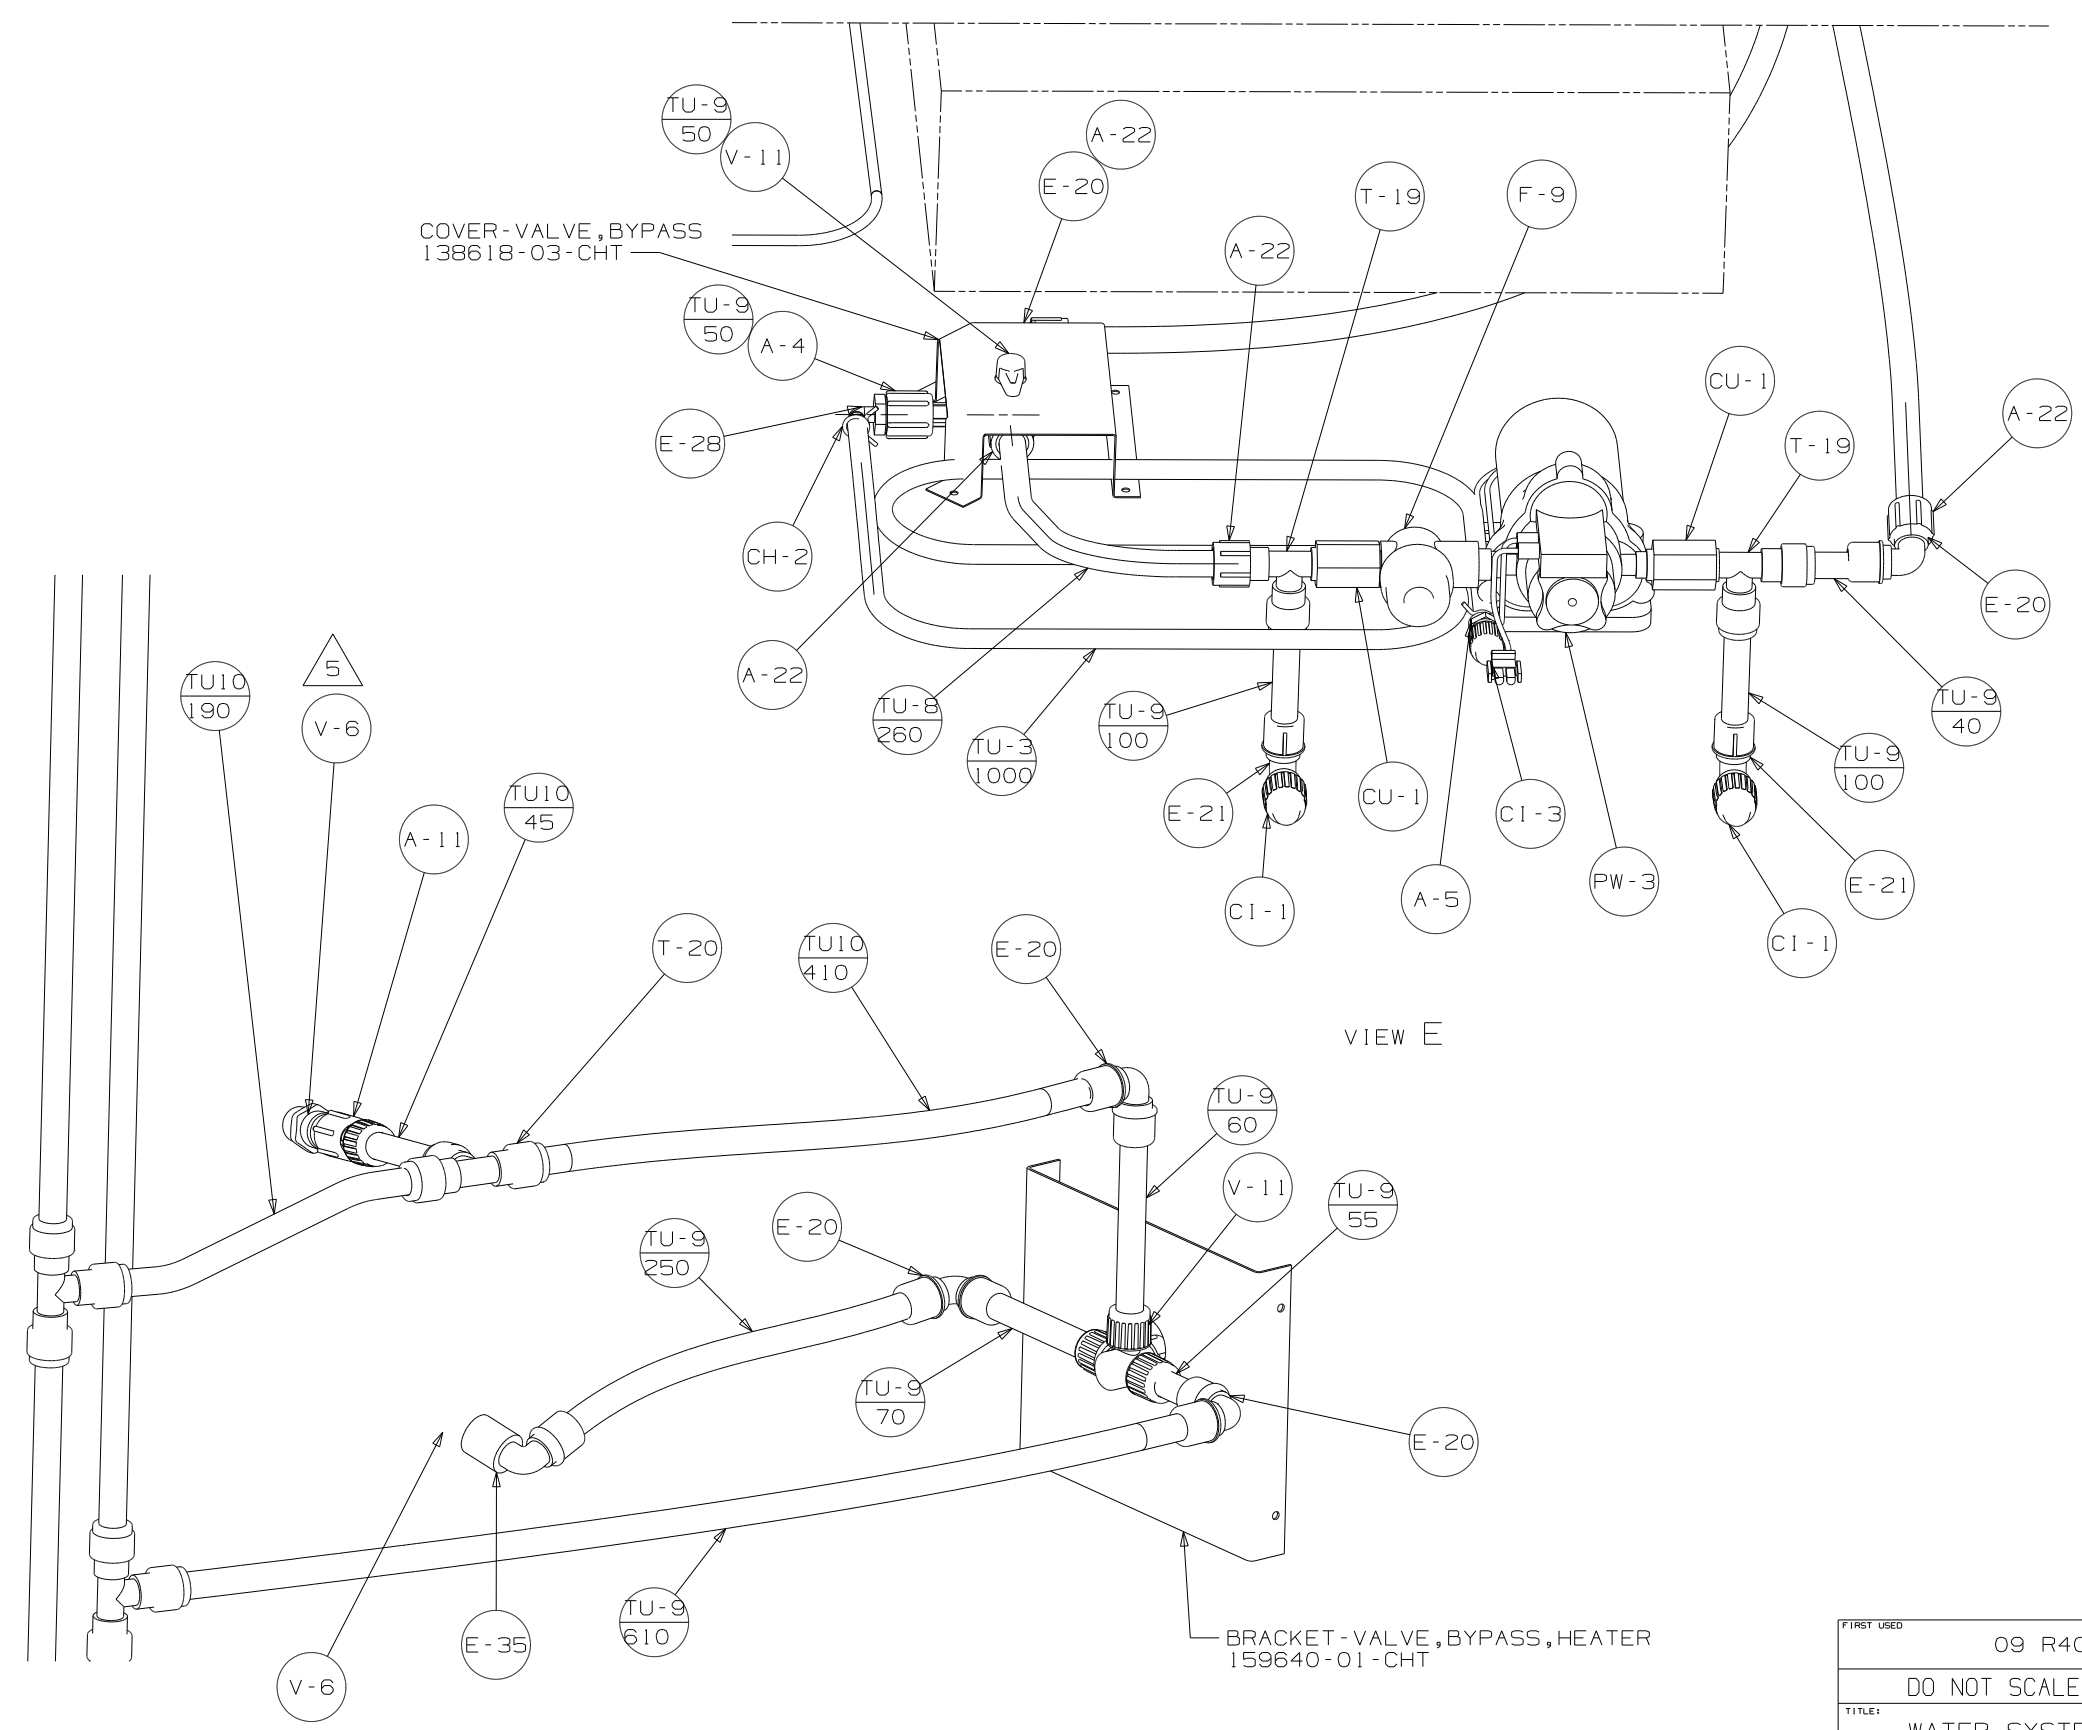 TU-9
50
V-11
A-22
E-20
T-19
F-9
COVER-VALVE,BYPASS
138618-03-CHT
A-22
TU-9
50
A-4
CU-1
A-22
E-28
T-19
CH-2
E-20
A-22
TU-8
260
TU-3
1000
TU-9
100
TU-9
40
TU-9
100
E-21
CU-1
CI-3
CI-1
A-5
PW-3
E-21
CI-1
5
TU10
190
V-6
TU10
45
A-11
T-20
TU10
410
E-20
VIEW E
TU-9
60
V-11
TU-9
55
E-20
TU-9
250
TU-9
70
E-20
V-6
E-35
TU-9
610
BRACKET-VALVE,BYPASS,HEATER
159640-01-CHT
FIRST USED
09 R40
DO NOT SCALE
TITLE:
WATER SYSTE